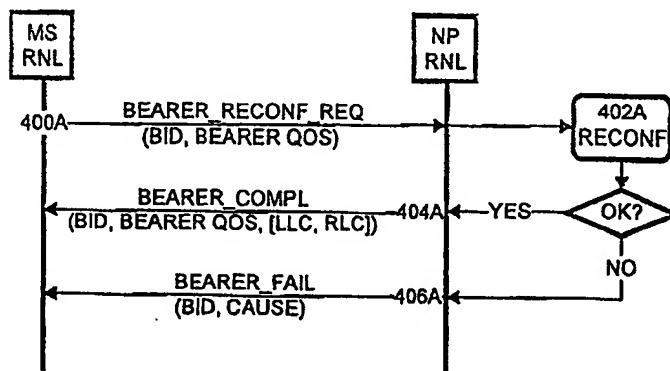 MS
RNL
NP
RNL
400A
BEARER_RECONF_REQ
(BID, BEARER QOS)
402A
RECONF
BEARER_COMPL
(BID, BEARER QOS, [LLC, RLC])
404A
YES
OK?
NO
BEARER_FAIL
(BID, CAUSE)
406A